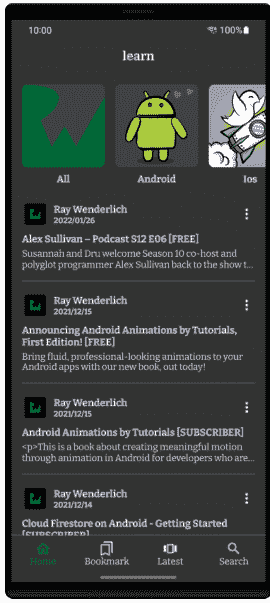 10:00 100%
learn
All Android Ios
Ray Wenderlich
2022/01/26
Alex Sullivan – Podcast S12 E06 [FREE]
Susannah and Dru welcome Season 10 co-host and
polyglot programmer Alex Sullivan back to the show t...
Ray Wenderlich
2021/12/15
Announcing Android Animations by Tutorials,
First Edition! [FREE]
Bring fluid, professional-looking animations to your
Android apps with our new book, out today!
Ray Wenderlich
2021/12/15
Android Animations by Tutorials [SUBSCRIBER]
<p>This is a book about creating meaningful motion
through animation in Android for developers who are...
Ray Wenderlich
2021/12/14
Cloud Firestore on Android - Getting Started
[SUBSCRIBER]
Home Bookmark Latest Search